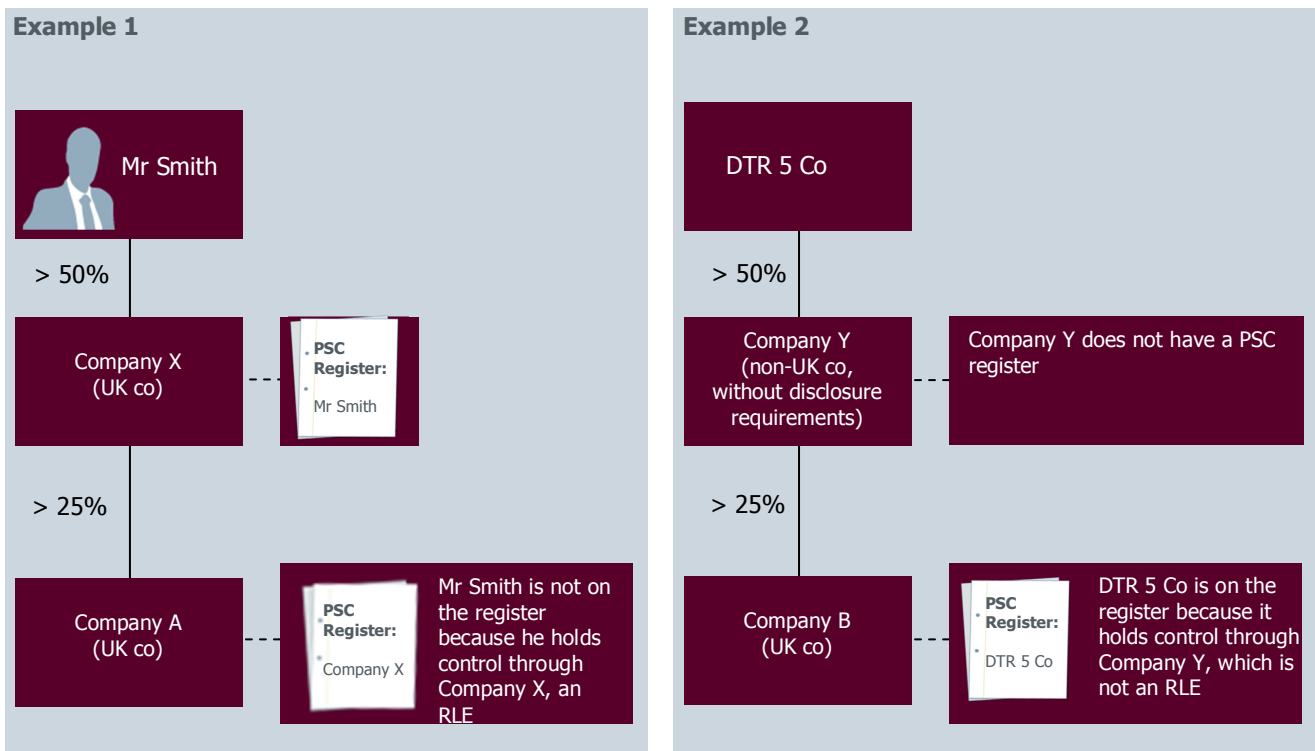 Example 1
Mr Smith
> 50%
Company X
(UK co)
PSC
Register:
Mr Smith
> 25%
Company A
(UK co)
PSC
Register:
Company X
Mr Smith is not on
the register
because he holds
control through
Company X, an
RLE
Example 2
DTR 5 Co
> 50%
Company Y
(non-UK co,
without disclosure
requirements)
Company Y does not have a PSC
register
> 25%
Company B
(UK co)
PSC
Register:
DTR 5 Co
DTR 5 Co is on the
register because it
holds control through
Company Y, which is
not an RLE